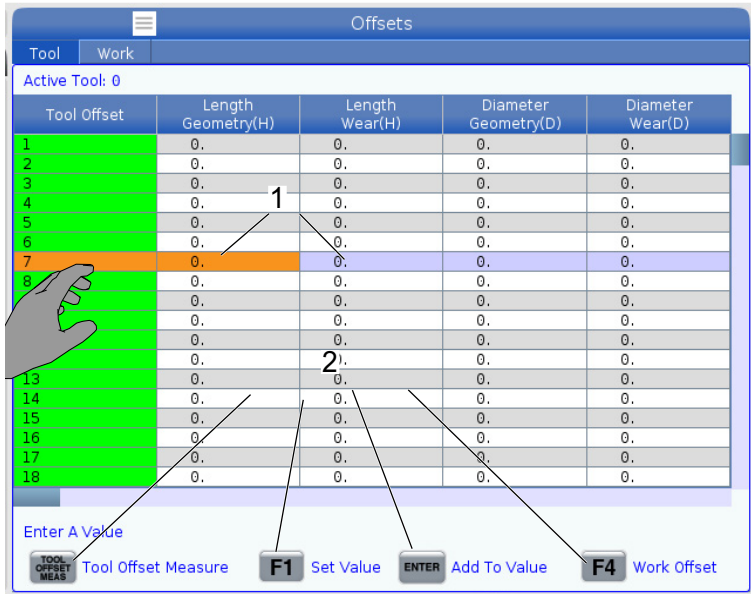 Offsets
Tool Work
Active Tool: 0
Tool Offset Length Geometry(H) Length Wear(H) Diameter Geometry(D) Diameter Wear(D)
1 0. 0. 0. 0.
2 0. 0. 0. 0.
3 0. 0. 0. 0.
4 0. 0. 0. 0.
1
5 0. 0. 0. 0.
6 0. 0. 0. 0.
7 0. 0. 0. 0.
8 0. 0. 0. 0.
0. 0. 0. 0.
0. 0. 0. 0.
0. 0. 0. 0.
0. 0. 0. 0.
2
13 0. 0. 0. 0.
14 0. 0. 0. 0.
15 0. 0. 0. 0.
16 0. 0. 0. 0.
17 0. 0. 0. 0.
18 0. 0. 0. 0.
Enter A Value
TOOL OFFSET MEAS Tool Offset Measure F1 Set Value ENTER Add To Value F4 Work Offset